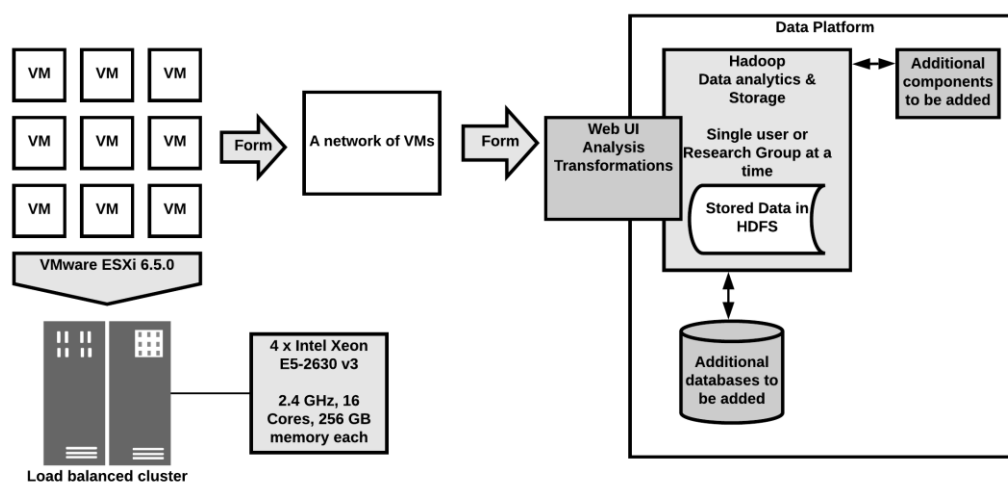 VM VM VM
VM VM VM
VM VM VM
VMware ESXi 6.5.0
Load balanced cluster
4 x Intel Xeon
E5-2630 v3
2.4 GHz, 16
Cores, 256 GB
memory each
Form
A network of VMs
Form
Data Platform
Web UI
Analysis
Transformations
Hadoop
Data analytics &
Storage
Single user or
Research Group at a
time
Stored Data in
HDFS
Additional
components
to be added
Additional
databases to
be added